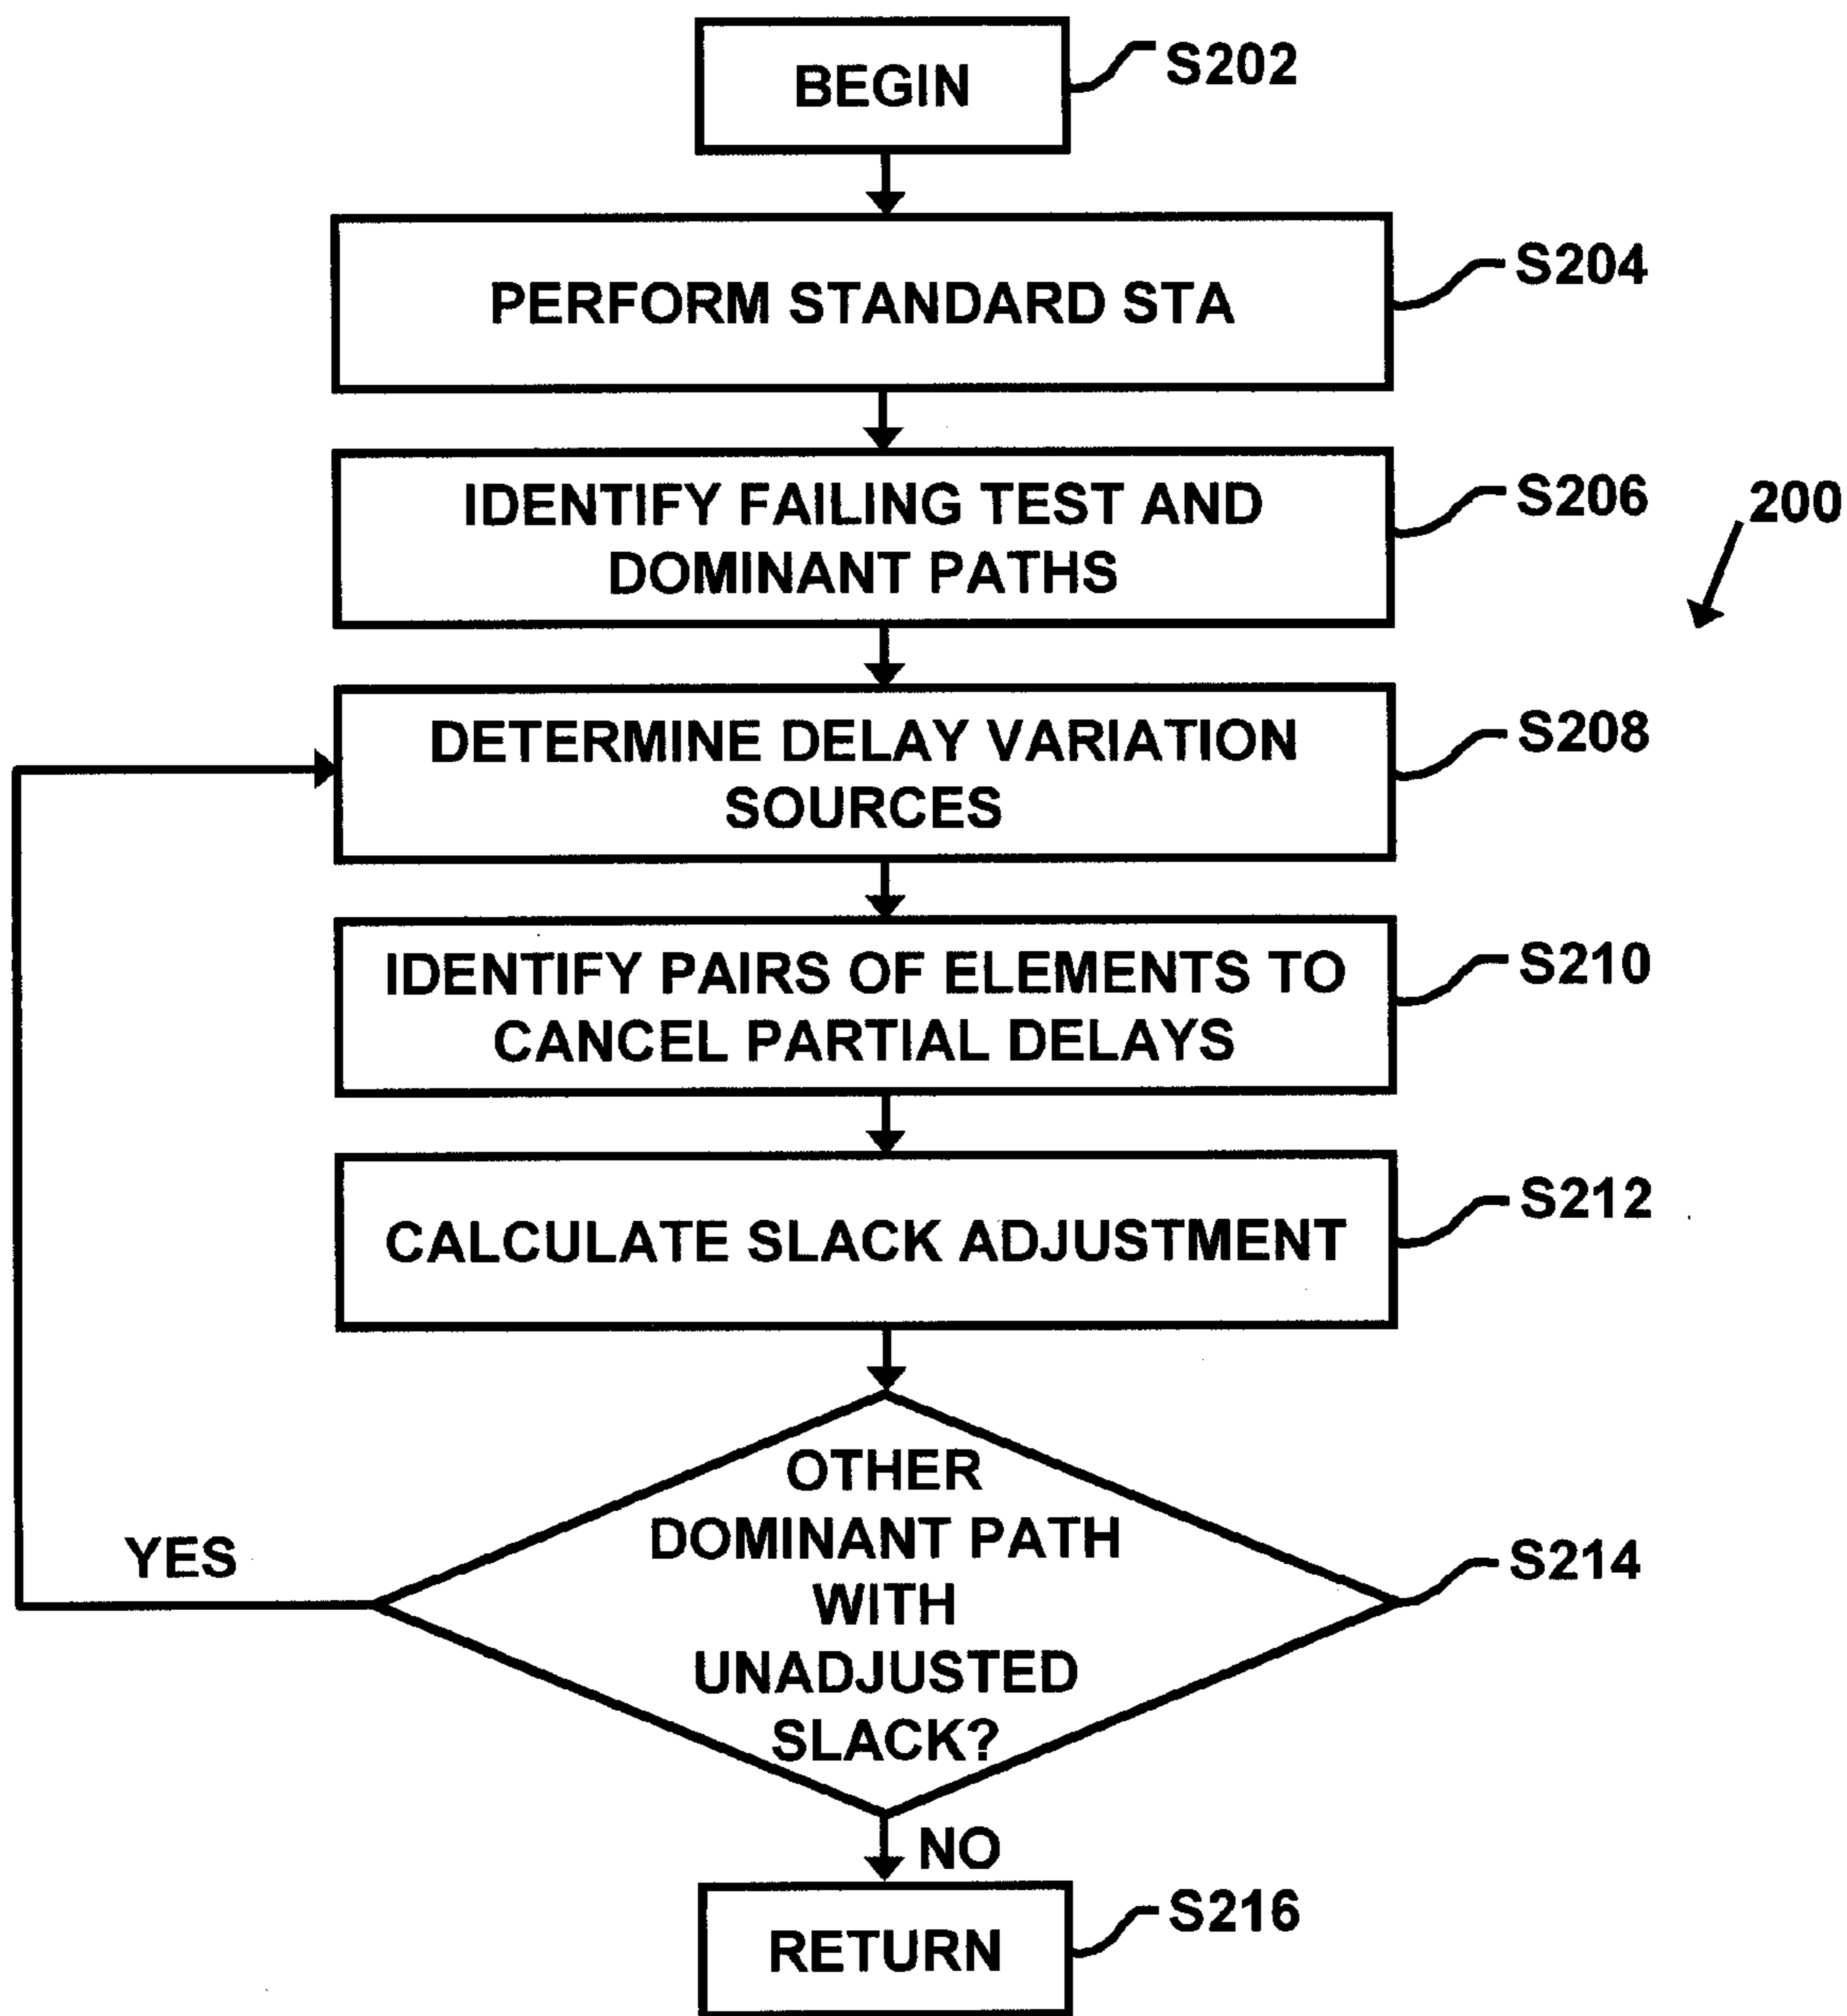 BEGIN
S202
PERFORM STANDARD STA
S204
IDENTIFY FAILING TEST AND
DOMINANT PATHS
S206
200
DETERMINE DELAY VARIATION
SOURCES
S208
IDENTIFY PAIRS OF ELEMENTS TO
CANCEL PARTIAL DELAYS
S210
CALCULATE SLACK ADJUSTMENT
S212
OTHER
DOMINANT PATH
WITH
UNADJUSTED
SLACK?
S214
YES
NO
RETURN
S216